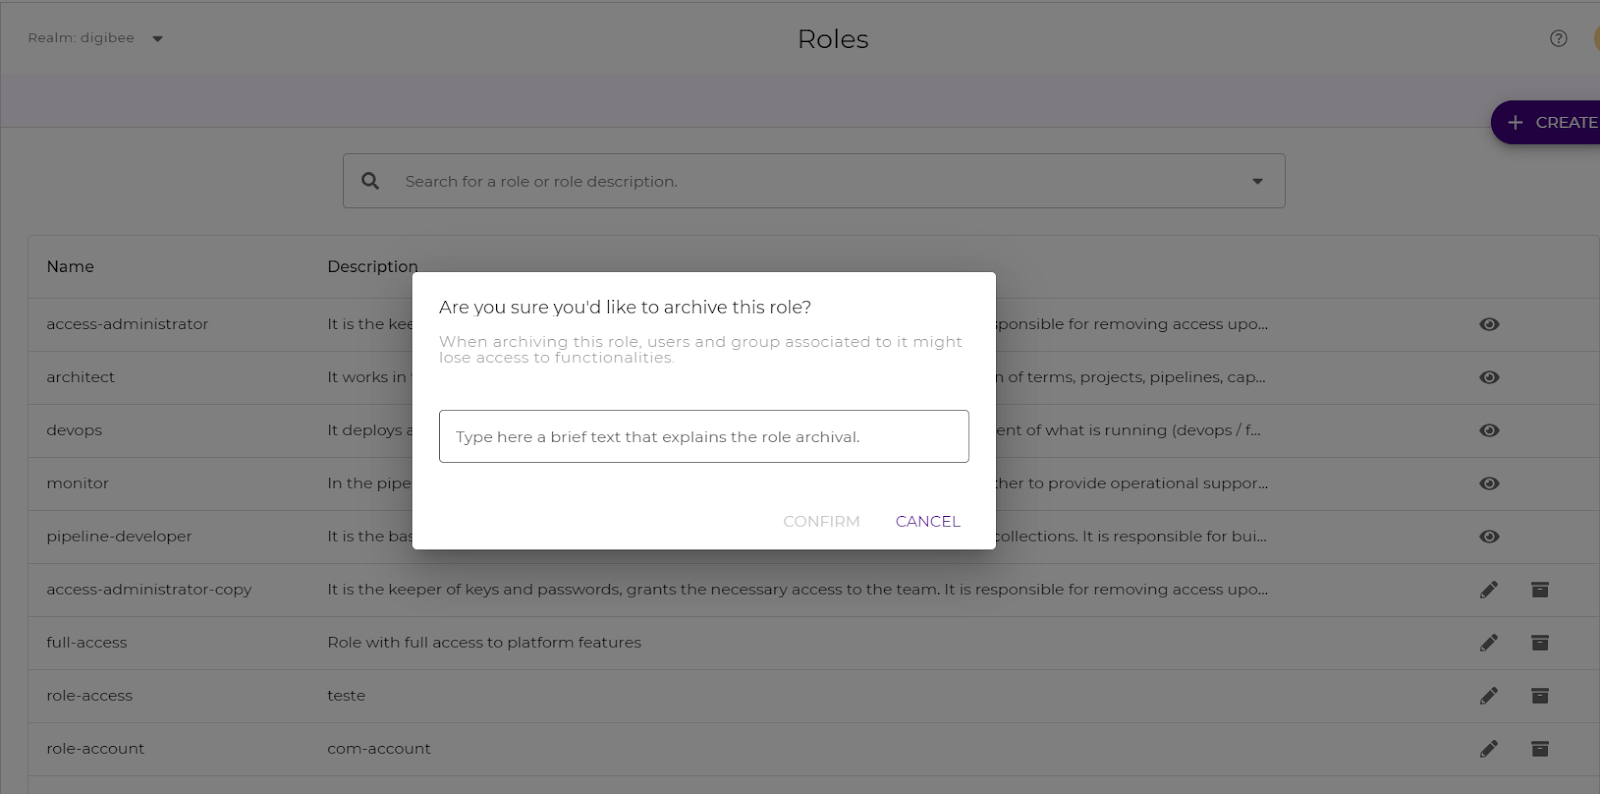 Realm: digibee
Roles
CREATE
Search for a role or role description.
Name Description
Are you sure you'd like to archive this role?
When archiving this role, users and group associated to it might
lose access to functionalities.
Type here a brief text that explains the role archival.
CONFIRM CANCEL
access-administrator It is the kee ponsible for removing access upo...
architect It works in n of terms, projects, pipelines, cap...
devops It deploys a ent of what is running (devops / f...
monitor In the pipe her to provide operational suppor...
pipeline-developer It is the bas collections. It is responsible for bui...
access-administrator-copy It is the keeper of keys and passwords, grants the necessary access to the team. It is responsible for removing access upo...
full-access Role with full access to platform features
role-access teste
role-account com-account